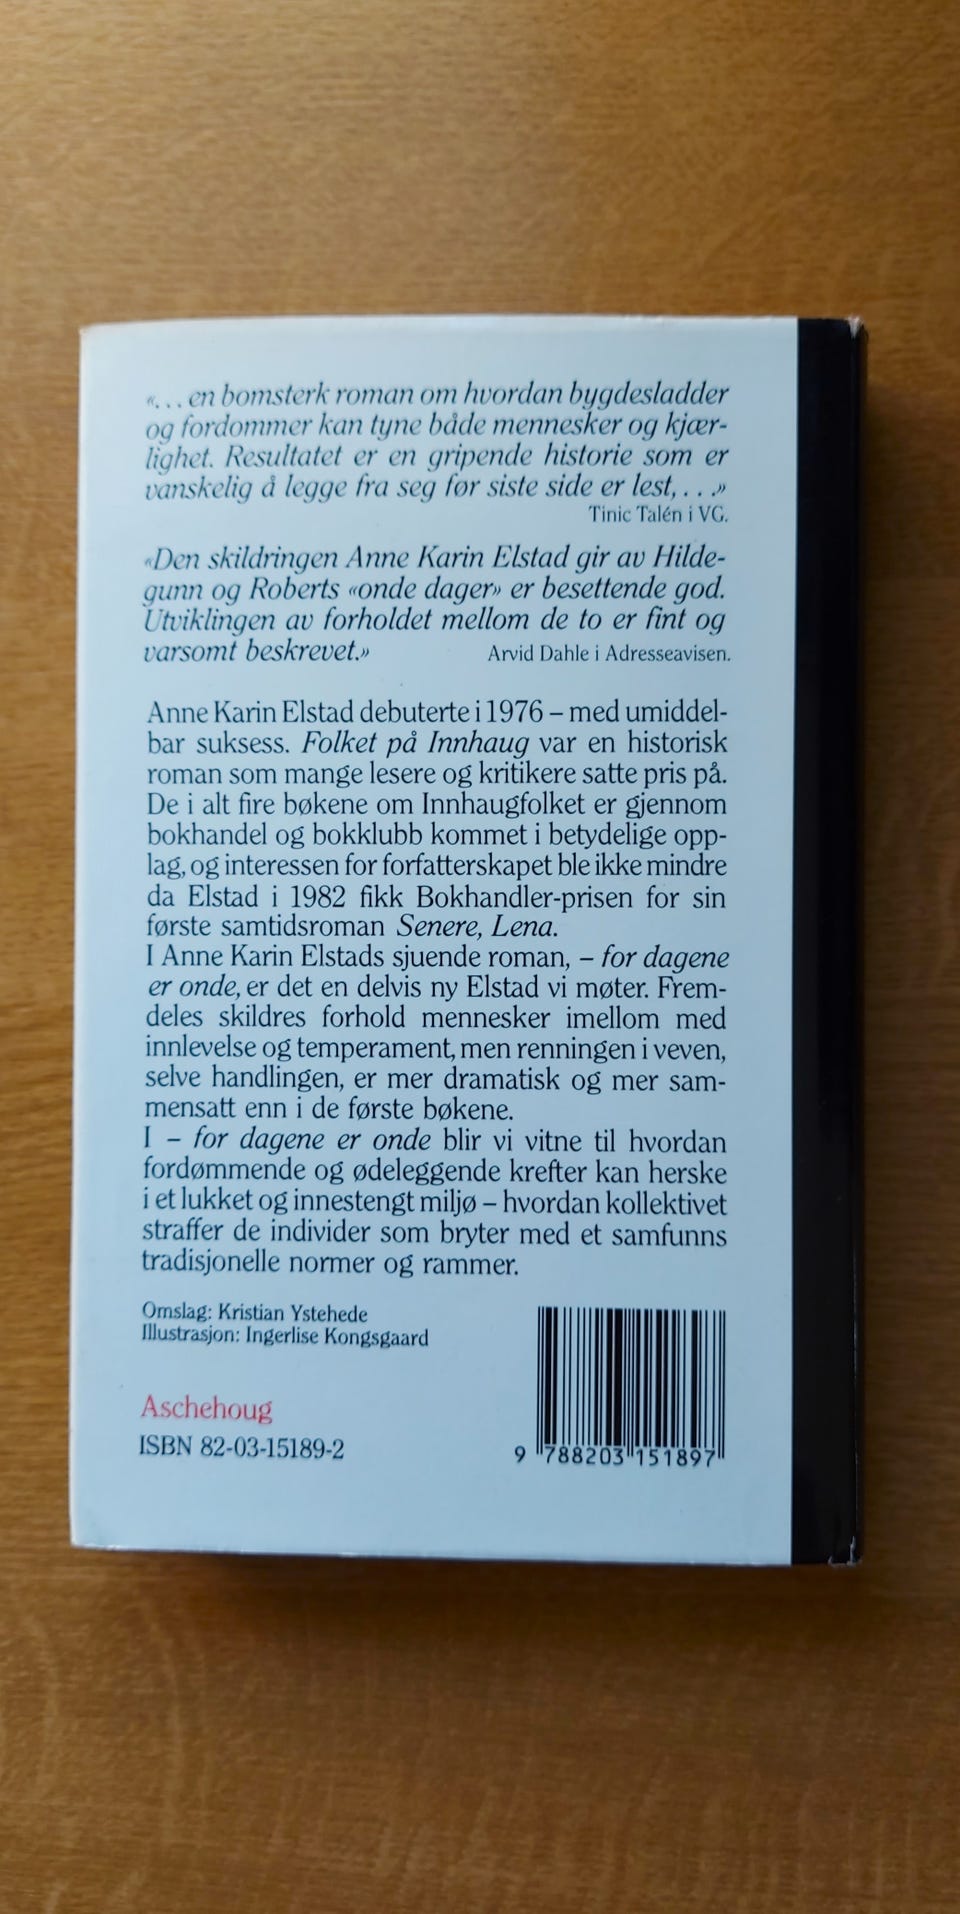 «. . . en bomsterk roman om hvordan bygdesladder
og fordommer kan tyne både mennesker og kjær-
lighet. Resultatet er en gripende historie som er
vanskelig å legge fra seg før siste side er lest, . . .»
Tinic Talén i VG.
«Den skildringen Anne Karin Elstad gir av Hilde-
gunn og Roberts «onde dager» er besettende god.
Utviklingen av forholdet mellom de to er fint og
varsomt beskrevet.» Arvid Dahle i Adresseavisen.
Anne Karin Elstad debuterte i 1976 – med umiddel-
bar suksess. Folket på Innhaug var en historisk
roman som mange lesere og kritikere satte pris på.
De i alt fire bøkene om Innhaugfolket er gjennom
bokhandel og bokklubb kommet i betydelige opp-
lag, og interessen for forfatterskapet ble ikke mindre
da Elstad i 1982 fikk Bokhandler-prisen for sin
første samtidsroman Senere, Lena.
I Anne Karin Elstads sjuende roman, – for dagene
er onde, er det en delvis ny Elstad vi møter. Frem-
deles skildres forhold mennesker imellom med
innlevelse og temperament, men renningen i veven,
selve handlingen, er mer dramatisk og mer sam-
mensatt enn i de første bøkene.
I – for dagene er onde blir vi vitne til hvordan
fordømmende og ødeleggende krefter kan herske
i et lukket og innestengt miljø – hvordan kollektivet
straffer de individer som bryter med et samfunns
tradisjonelle normer og rammer.
Omslag: Kristian Ystehede
Illustrasjon: Ingerlise Kongsgaard
Aschehoug
ISBN 82-03-15189-2
9 788203 151897